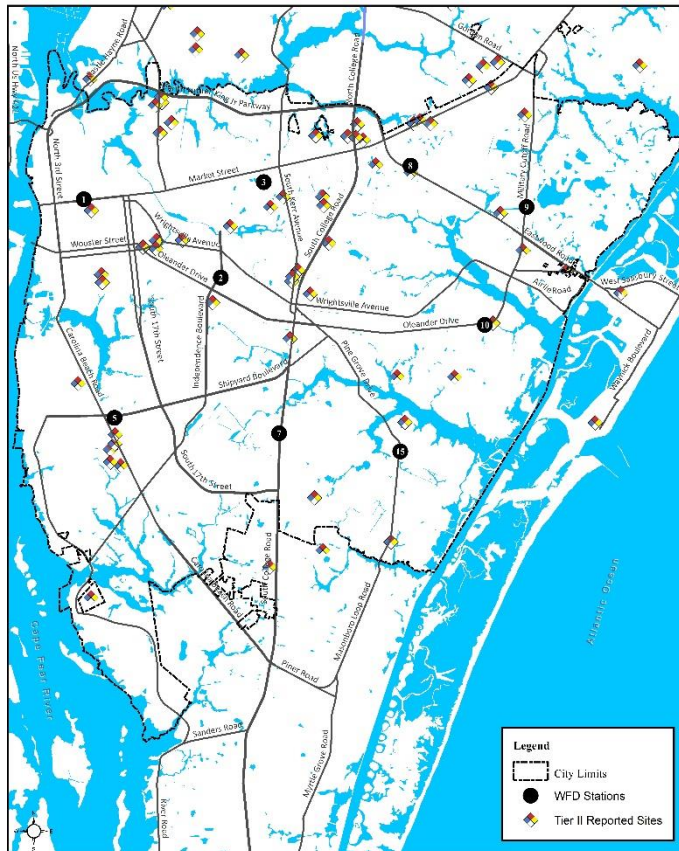 Gordon Road
North College Road
Martin Luther King Jr Parkway
North 3rd Street
Military Cutoff Road
Market Street
8
3
1
South Kerr Avenue
South College Road
9
Eastwood Road
Wooster Street
Wrightsville Avenue
Oleander Drive
2
West Salisbury Street
Airlie Road
Wrightsville Avenue
Waynick Boulevard
South 17th Street
Independence Boulevard
Oleander Drive
10
Carolina Beach Road
Pine Grove Drive
Shipyard Boulevard
5
7
15
South 17th Street
Carolina Beach Road
South College Road
Masonboro Loop Road
Atlantic Ocean
Cape Fear River
Piner Road
Sanders Road
Myrtle Grove Road
River Road
N
W
E
S
Legend
City Limits
WFD Stations
Tier II Reported Sites